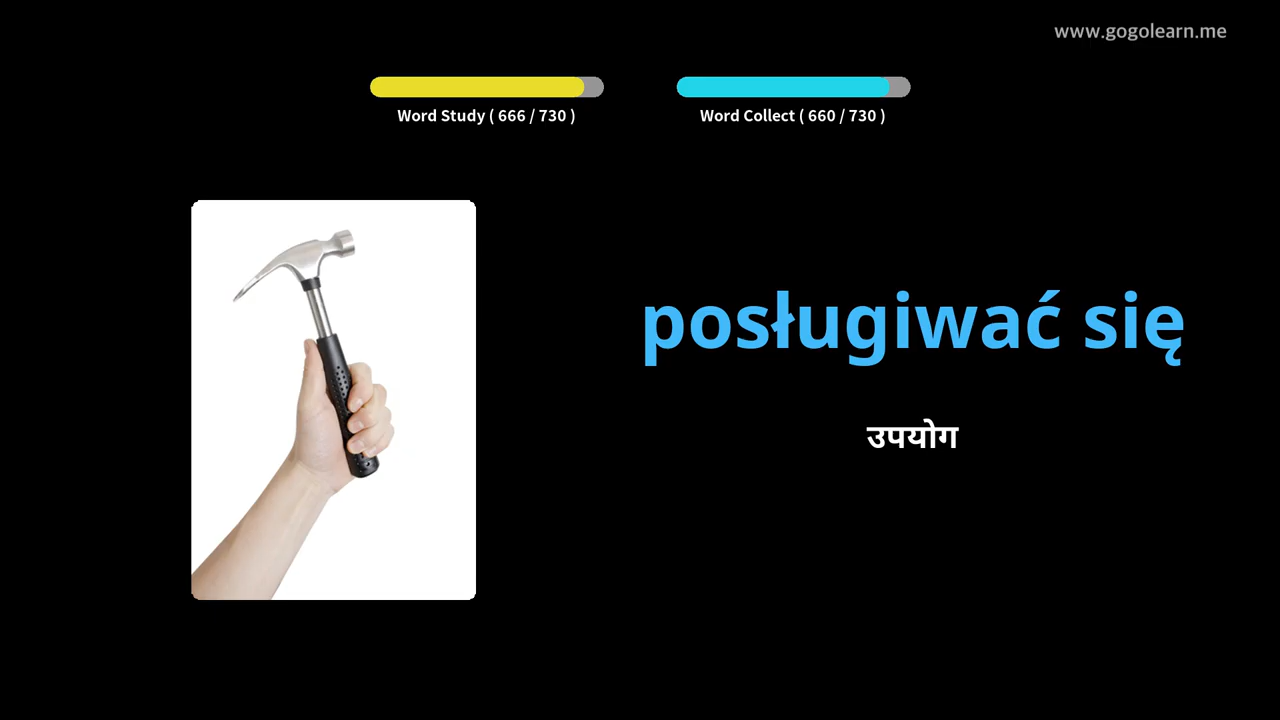 www.gogolearn.me
Word Study ( 666 / 730 )
Word Collect ( 660 / 730 )
posługiwać się
उपयोग